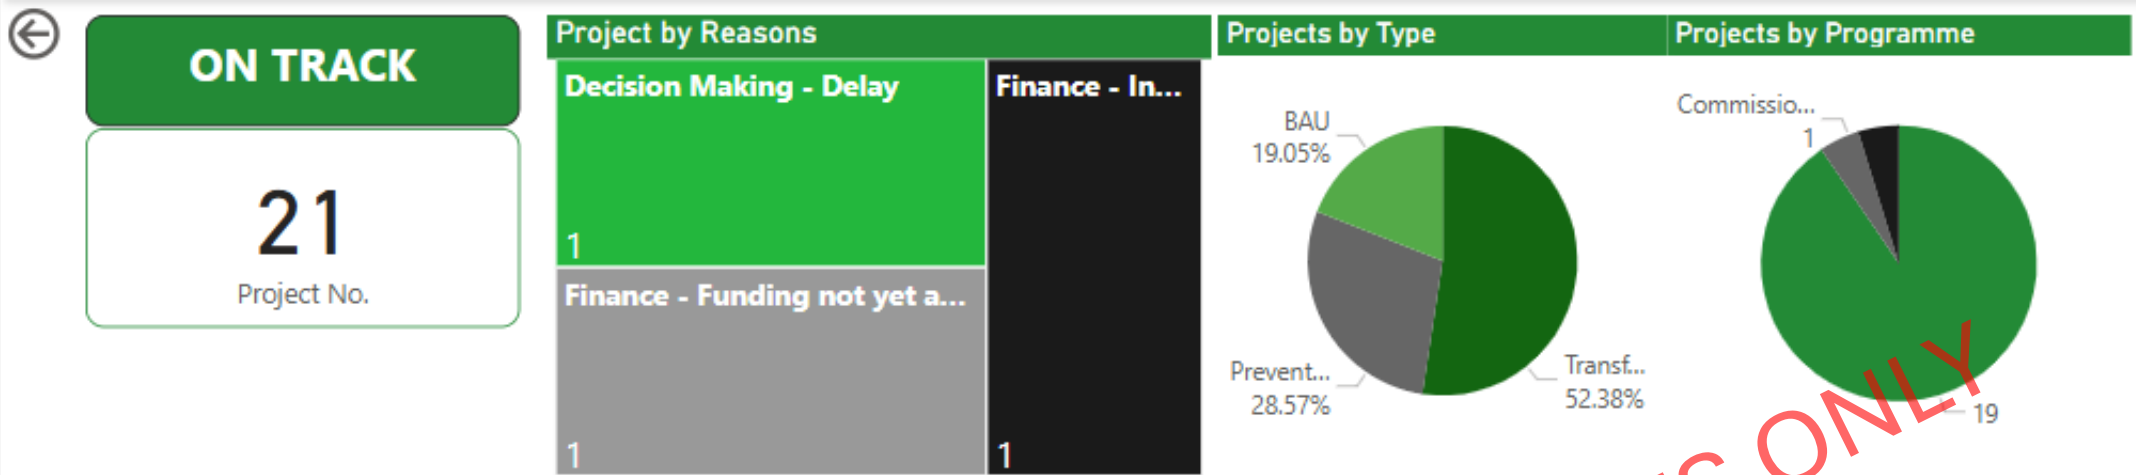 ON TRACK
21
Project No.
Project by Reasons
Decision Making - Delay
1
Finance - Funding not yet a...
1
Finance - In...
1
Projects by Type
BAU
19.05%
Prevent...
28.57%
Transf...
52.38%
Projects by Programme
Commissio...
1
19
ONLY